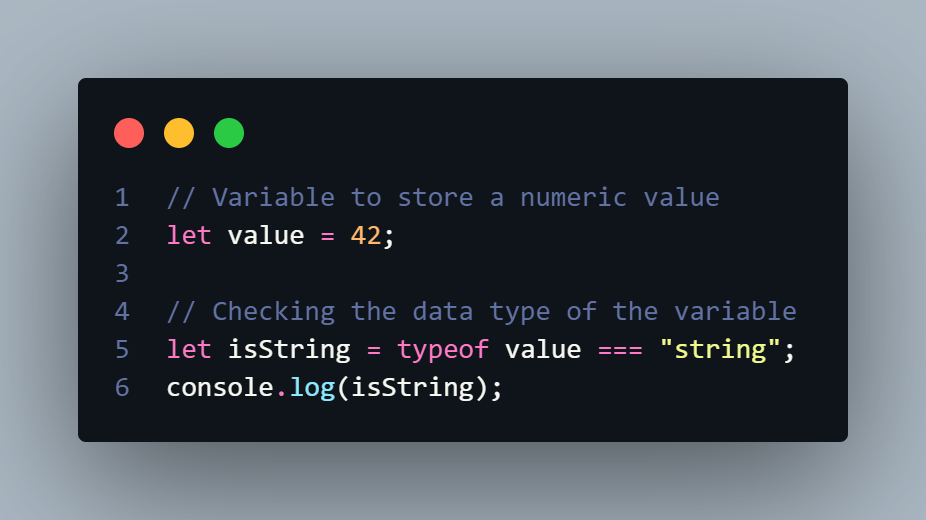 1 // Variable to store a numeric value
2 let value = 42;
3
4 // Checking the data type of the variable
5 let isString = typeof value === "string";
6 console.log(isString);